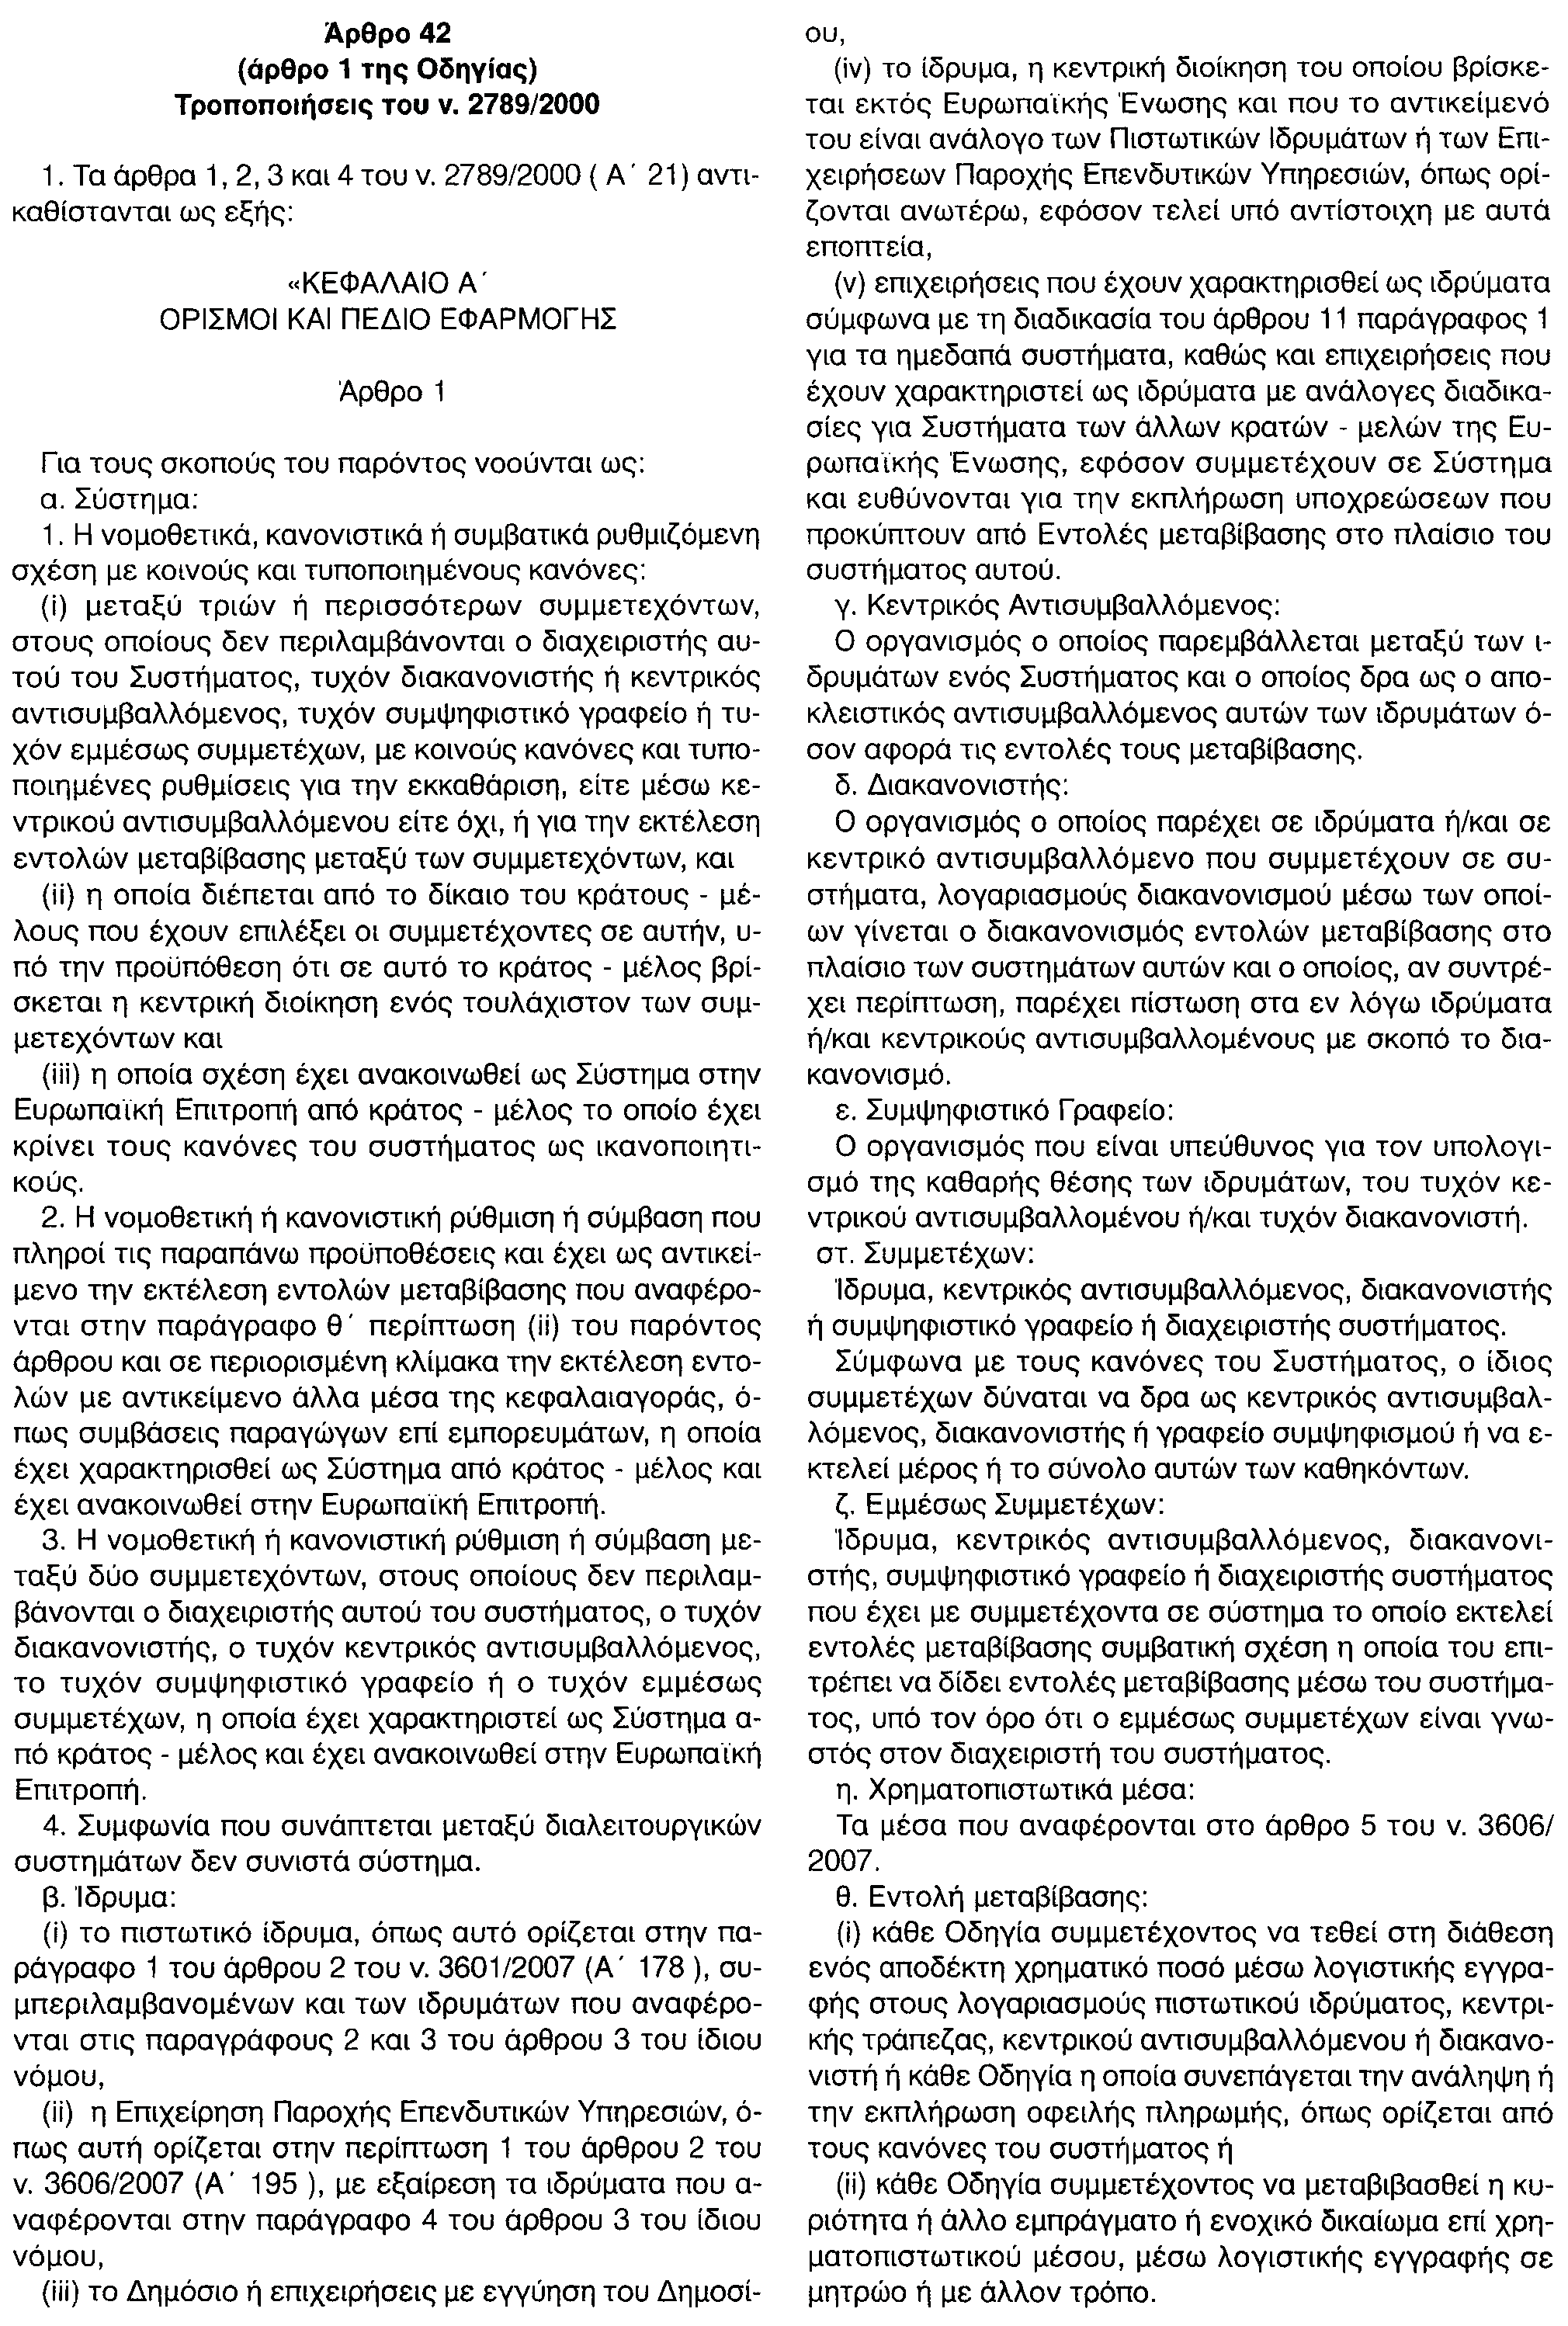 Άρθρο 42
(άρθρο 1 της Οδηγίας)
Τροποποιήσεις του ν. 2789/2000
1. Τα άρθρα 1, 2, 3 και 4 του ν. 2789/2000 ( Α΄ 21) αντι-
καθίστανται ως εξής:
«ΚΕΦΑΛΑΙΟ Α΄
ΟΡΙΣΜΟΙ ΚΑΙ ΠΕΔΙΟ ΕΦΑΡΜΟΓΗΣ
Άρθρο 1
Για τους σκοπούς του παρόντος νοούνται ως:
α. Σύστημα:
1. Η νομοθετικά, κανονιστικά ή συμβατικά ρυθμιζόμενη
σχέση με κοινούς και τυποποιημένους κανόνες:
(i) μεταξύ τριών ή περισσότερων συμμετεχόντων,
στους οποίους δεν περιλαμβάνονται ο διαχειριστής αυ-
τού του Συστήματος, τυχόν διακανονιστής ή κεντρικός
αντισυμβαλλόμενος, τυχόν συμψηφιστικό γραφείο ή τυ-
χόν εμμέσως συμμετέχων, με κοινούς κανόνες και τυπο-
ποιημένες ρυθμίσεις για την εκκαθάριση, είτε μέσω κε-
ντρικού αντισυμβαλλόμενου είτε όχι, ή για την εκτέλεση
εντολών μεταβίβασης μεταξύ των συμμετεχόντων, και
(ii) η οποία διέπεται από το δίκαιο του κράτους - μέ-
λους που έχουν επιλέξει οι συμμετέχοντες σε αυτήν, υ-
πό την προϋπόθεση ότι σε αυτό το κράτος - μέλος βρί-
σκεται η κεντρική διοίκηση ενός τουλάχιστον των συμ-
μετεχόντων και
(iii) η οποία σχέση έχει ανακοινωθεί ως Σύστημα στην
Ευρωπαϊκή Επιτροπή από κράτος - μέλος το οποίο έχει
κρίνει τους κανόνες του συστήματος ως ικανοποιητι-
κούς.
2. Η νομοθετική ή κανονιστική ρύθμιση ή σύμβαση που
πληροί τις παραπάνω προϋποθέσεις και έχει ως αντικεί-
μενο την εκτέλεση εντολών μεταβίβασης που αναφέρο-
νται στην παράγραφο θ΄ περίπτωση (ii) του παρόντος
άρθρου και σε περιορισμένη κλίμακα την εκτέλεση εντο-
λών με αντικείμενο άλλα μέσα της κεφαλαιαγοράς, ό-
πως συμβάσεις παραγώγων επί εμπορευμάτων, η οποία
έχει χαρακτηρισθεί ως Σύστημα από κράτος - μέλος και
έχει ανακοινωθεί στην Ευρωπαϊκή Επιτροπή.
3. Η νομοθετική ή κανονιστική ρύθμιση ή σύμβαση με-
ταξύ δύο συμμετεχόντων, στους οποίους δεν περιλαμ-
βάνονται ο διαχειριστής αυτού του συστήματος, ο τυχόν
διακανονιστής, ο τυχόν κεντρικός αντισυμβαλλόμενος,
το τυχόν συμψηφιστικό γραφείο ή ο τυχόν εμμέσως
συμμετέχων, η οποία έχει χαρακτηριστεί ως Σύστημα α-
πό κράτος - μέλος και έχει ανακοινωθεί στην Ευρωπαϊκή
Επιτροπή.
4. Συμφωνία που συνάπτεται μεταξύ διαλειτουργικών
συστημάτων δεν συνιστά σύστημα.
β. Ίδρυμα:
(i) το πιστωτικό ίδρυμα, όπως αυτό ορίζεται στην πα-
ράγραφο 1 του άρθρου 2 του ν. 3601/2007 (Α΄ 178 ), συ-
μπεριλαμβανομένων και των ιδρυμάτων που αναφέρο-
νται στις παραγράφους 2 και 3 του άρθρου 3 του ίδιου
νόμου,
(ii) η Επιχείρηση Παροχής Επενδυτικών Υπηρεσιών, ό-
πως αυτή ορίζεται στην περίπτωση 1 του άρθρου 2 του
ν. 3606/2007 (Α΄ 195 ), με εξαίρεση τα ιδρύματα που α-
ναφέρονται στην παράγραφο 4 του άρθρου 3 του ίδιου
νόμου,
(iii) το Δημόσιο ή επιχειρήσεις με εγγύηση του Δημοσί-
ου,
(iv) το ίδρυμα, η κεντρική διοίκηση του οποίου βρίσκε-
ται εκτός Ευρωπαϊκής Ένωσης και που το αντικείμενό
του είναι ανάλογο των Πιστωτικών Ιδρυμάτων ή των Επι-
χειρήσεων Παροχής Επενδυτικών Υπηρεσιών, όπως ορί-
ζονται ανωτέρω, εφόσον τελεί υπό αντίστοιχη με αυτά
εποπτεία,
(v) επιχειρήσεις που έχουν χαρακτηρισθεί ως ιδρύματα
σύμφωνα με τη διαδικασία του άρθρου 11 παράγραφος 1
για τα ημεδαπά συστήματα, καθώς και επιχειρήσεις που
έχουν χαρακτηριστεί ως ιδρύματα με ανάλογες διαδικα-
σίες για Συστήματα των άλλων κρατών - μελών της Ευ-
ρωπαϊκής Ένωσης, εφόσον συμμετέχουν σε Σύστημα
και ευθύνονται για την εκπλήρωση υποχρεώσεων που
προκύπτουν από Εντολές μεταβίβασης στο πλαίσιο του
συστήματος αυτού.
γ. Κεντρικός Αντισυμβαλλόμενος:
Ο οργανισμός ο οποίος παρεμβάλλεται μεταξύ των ι-
δρυμάτων ενός Συστήματος και ο οποίος δρα ως ο απο-
κλειστικός αντισυμβαλλόμενος αυτών των ιδρυμάτων ό-
σον αφορά τις εντολές τους μεταβίβασης.
δ. Διακανονιστής:
Ο οργανισμός ο οποίος παρέχει σε ιδρύματα ή/και σε
κεντρικό αντισυμβαλλόμενο που συμμετέχουν σε συ-
στήματα, λογαριασμούς διακανονισμού μέσω των οποί-
ων γίνεται ο διακανονισμός εντολών μεταβίβασης στο
πλαίσιο των συστημάτων αυτών και ο οποίος, αν συντρέ-
χει περίπτωση, παρέχει πίστωση στα εν λόγω ιδρύματα
ή/και κεντρικούς αντισυμβαλλομένους με σκοπό το δια-
κανονισμό.
ε. Συμψηφιστικό Γραφείο:
Ο οργανισμός που είναι υπεύθυνος για τον υπολογι-
σμό της καθαρής θέσης των ιδρυμάτων, του τυχόν κε-
ντρικού αντισυμβαλλομένου ή/και τυχόν διακανονιστή.
στ. Συμμετέχων:
Ίδρυμα, κεντρικός αντισυμβαλλόμενος, διακανονιστής
ή συμψηφιστικό γραφείο ή διαχειριστής συστήματος.
Σύμφωνα με τους κανόνες του Συστήματος, ο ίδιος
συμμετέχων δύναται να δρα ως κεντρικός αντισυμβαλ-
λόμενος, διακανονιστής ή γραφείο συμψηφισμού ή να ε-
κτελεί μέρος ή το σύνολο αυτών των καθηκόντων.
ζ. Εμμέσως Συμμετέχων:
Ίδρυμα, κεντρικός αντισυμβαλλόμενος, διακανονι-
στής, συμψηφιστικό γραφείο ή διαχειριστής συστήματος
που έχει με συμμετέχοντα σε σύστημα το οποίο εκτελεί
εντολές μεταβίβασης συμβατική σχέση η οποία του επι-
τρέπει να δίδει εντολές μεταβίβασης μέσω του συστήμα-
τος, υπό τον όρο ότι ο εμμέσως συμμετέχων είναι γνω-
στός στον διαχειριστή του συστήματος.
η. Χρηματοπιστωτικά μέσα:
Τα μέσα που αναφέρονται στο άρθρο 5 του ν. 3606/
2007.
θ. Εντολή μεταβίβασης:
(i) κάθε Οδηγία συμμετέχοντος να τεθεί στη διάθεση
ενός αποδέκτη χρηματικό ποσό μέσω λογιστικής εγγρα-
φής στους λογαριασμούς πιστωτικού ιδρύματος, κεντρι-
κής τράπεζας, κεντρικού αντισυμβαλλόμενου ή διακανο-
νιστή ή κάθε Οδηγία η οποία συνεπάγεται την ανάληψη ή
την εκπλήρωση οφειλής πληρωμής, όπως ορίζεται από
τους κανόνες του συστήματος ή
(ii) κάθε Οδηγία συμμετέχοντος να μεταβιβασθεί η κυ-
ριότητα ή άλλο εμπράγματο ή ενοχικό δικαίωμα επί χρη-
ματοπιστωτικού μέσου, μέσω λογιστικής εγγραφής σε
μητρώο ή με άλλον τρόπο.